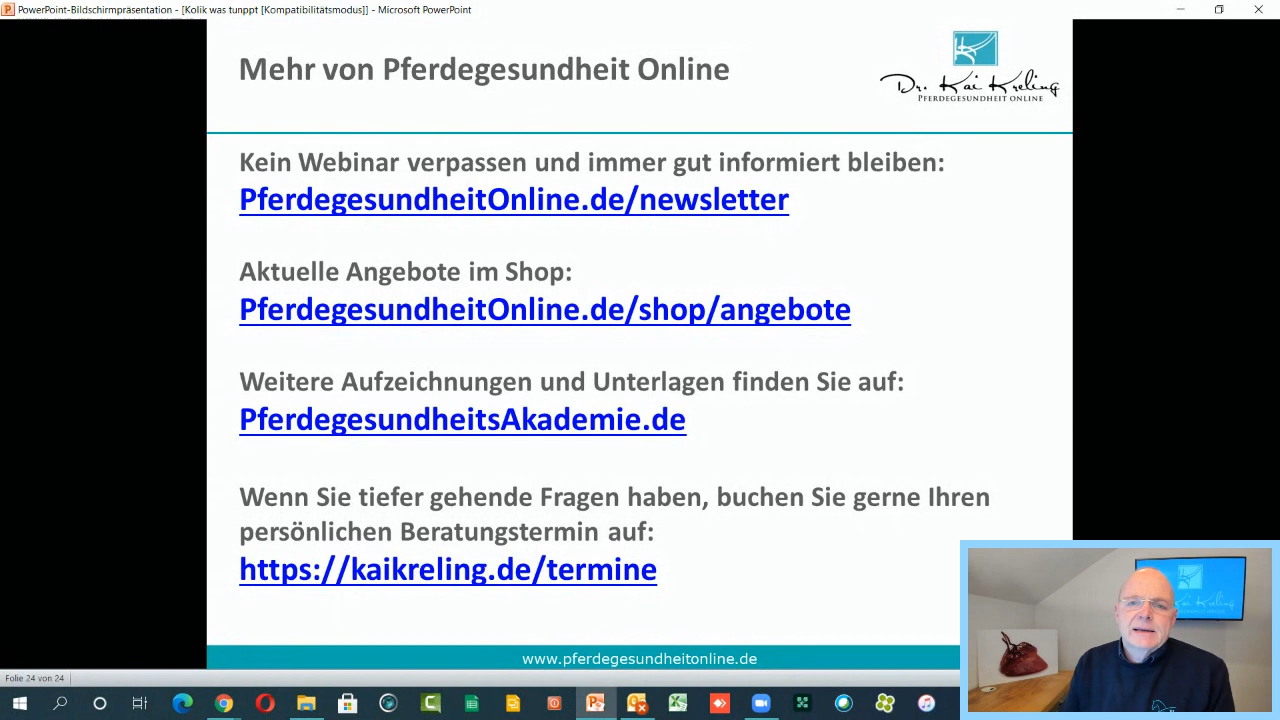 PowerPoint-Bildschirmpräsentation - [Kolik was tunppt [Kompatibilitätsmodus]] - Microsoft PowerPoint
Mehr von Pferdegesundheit Online
Dr. Kai Kreling
PFERDEGESUNDHEIT ONLINE
Kein Webinar verpassen und immer gut informiert bleiben:
PferdegesundheitOnline.de/newsletter
Aktuelle Angebote im Shop:
PferdegesundheitOnline.de/shop/angebote
Weitere Aufzeichnungen und Unterlagen finden Sie auf:
PferdegesundheitsAkademie.de
Wenn Sie tiefer gehende Fragen haben, buchen Sie gerne Ihren
persönlichen Beratungstermin auf:
https://kaikreling.de/termine
www.pferdegesundheitonline.de
Kai Kreling
Folie 24 von 24